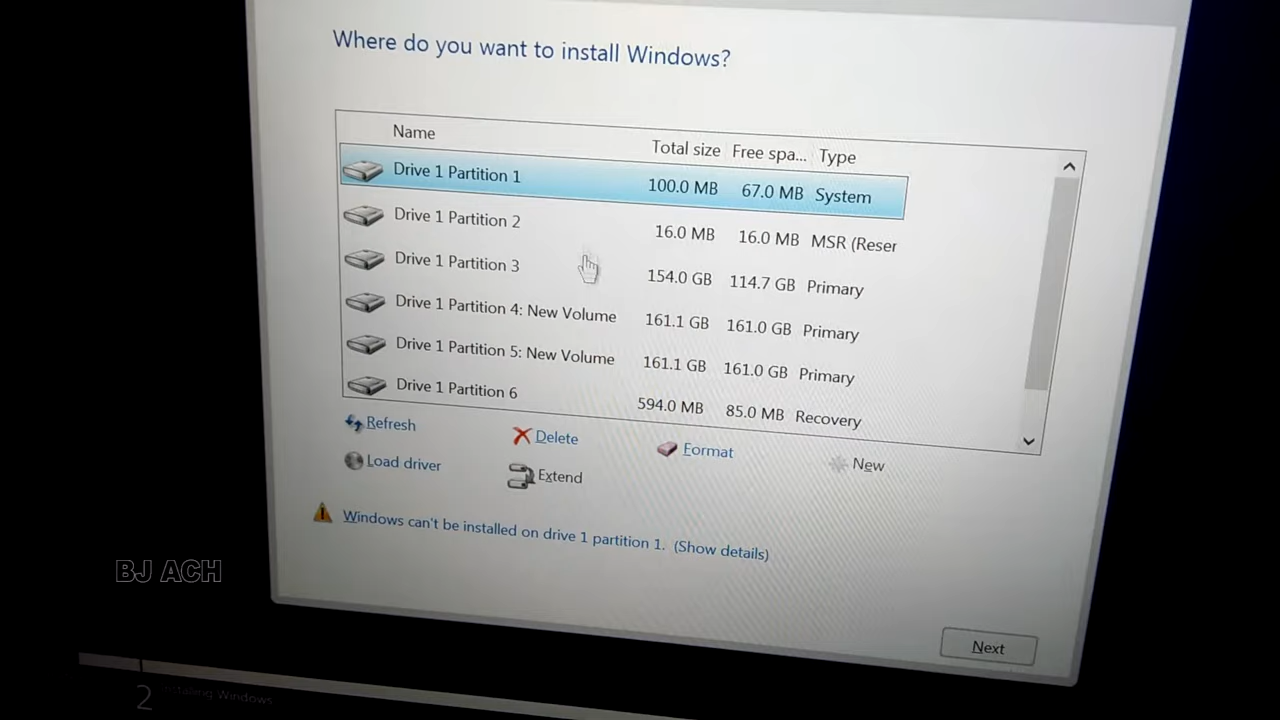 Where do you want to install Windows?
Name Total size Free spa... Type
Drive 1 Partition 1 100.0 MB 67.0 MB System
Drive 1 Partition 2 16.0 MB 16.0 MB MSR (Reser
Drive 1 Partition 3 154.0 GB 114.7 GB Primary
Drive 1 Partition 4: New Volume 161.1 GB 161.0 GB Primary
Drive 1 Partition 5: New Volume 161.1 GB 161.0 GB Primary
Drive 1 Partition 6 594.0 MB 85.0 MB Recovery
Refresh Delete Format New
Load driver Extend
Windows can't be installed on drive 1 partition 1. (Show details)
BJ ACH
Next
2 Installing Windows